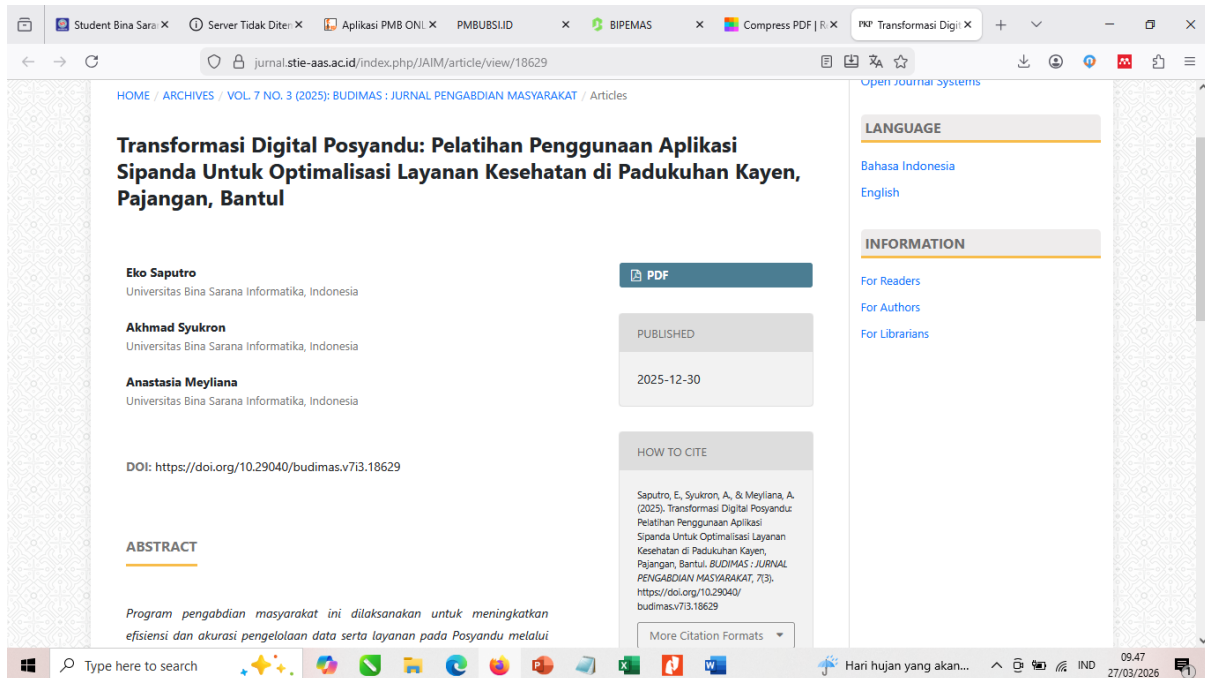 Student Bina Sara
Server Tidak Diten
Aplikasi PMB ONL
PMBUBSI.ID
BIPEMAS
Compress PDF | R
PKP Transformasi Digit
jurnal.stie-aas.ac.id/index.php/JAIM/article/view/18629
HOME / ARCHIVES / VOL. 7 NO. 3 (2025): BUDIMAS : JURNAL PENGABDIAN MASYARAKAT / Articles
Transformasi Digital Posyandu: Pelatihan Penggunaan Aplikasi
Sipanda Untuk Optimalisasi Layanan Kesehatan di Padukuhan Kayen,
Pajangan, Bantul
Eko Saputro
Universitas Bina Sarana Informatika, Indonesia
Akhmad Syukron
Universitas Bina Sarana Informatika, Indonesia
Anastasia Meyliana
Universitas Bina Sarana Informatika, Indonesia
DOI: https://doi.org/10.29040/budimas.v7i3.18629
ABSTRACT
Program pengabdian masyarakat ini dilaksanakan untuk meningkatkan
efisiensi dan akurasi pengelolaan data serta layanan pada Posyandu melalui
PDF
PUBLISHED
2025-12-30
HOW TO CITE
Saputro, E., Syukron, A., & Meyliana, A.
(2025). Transformasi Digital Posyandu:
Pelatihan Penggunaan Aplikasi
Sipanda Untuk Optimalisasi Layanan
Kesehatan di Padukuhan Kayen,
Pajangan, Bantul. BUDIMAS : JURNAL
PENGABDIAN MASYARAKAT, 7(3).
https://doi.org/10.29040/
budimas.v7i3.18629
More Citation Formats
Open Journal Systems
LANGUAGE
Bahasa Indonesia
English
INFORMATION
For Readers
For Authors
For Librarians
Type here to search
Hari hujan yang akan...
IND
09.47
27/03/2026